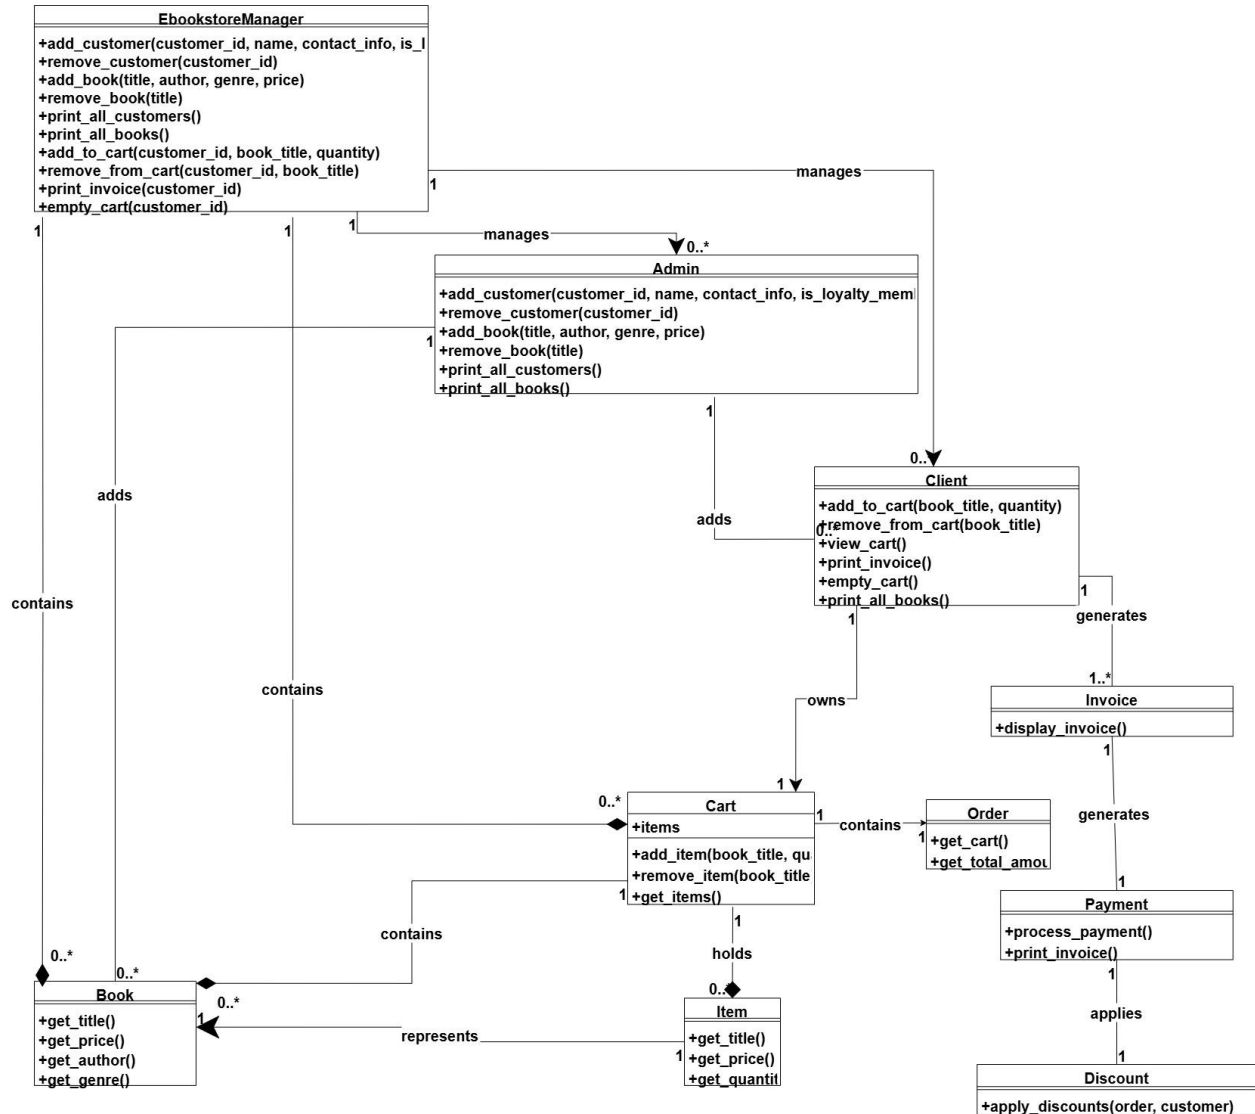 EbookstoreManager
+add_customer(customer_id, name, contact_info, is_l
+remove_customer(customer_id)
+add_book(title, author, genre, price)
+remove_book(title)
+print_all_customers()
+print_all_books()
+add_to_cart(customer_id, book_title, quantity)
+remove_from_cart(customer_id, book_title)
+print_invoice(customer_id)
+empty_cart(customer_id)
manages
1
1
1
1
manages
1
0..*
Admin
+add_customer(customer_id, name, contact_info, is_loyalty_mem
+remove_customer(customer_id)
+add_book(title, author, genre, price)
+remove_book(title)
+print_all_customers()
+print_all_books()
1
1
adds
adds
0..*
Client
+add_to_cart(book_title, quantity)
+remove_from_cart(book_title)
0..*
+view_cart()
+print_invoice()
+empty_cart()
+print_all_books()
1
1
generates
contains
contains
owns
1..*
Invoice
+display_invoice()
1
generates
1
0..*
Cart
+items
+add_item(book_title, qu
+remove_item(book_title
+get_items()
1
contains
1
Order
+get_cart()
+get_total_amou
1
1
holds
contains
1
Payment
+process_payment()
+print_invoice()
1
applies
1
Discount
+apply_discounts(order, customer)
0..*
0..*
Book
+get_title()
+get_price()
+get_author()
+get_genre()
0..*
1
represents
1
0..*
Item
+get_title()
+get_price()
+get_quantit